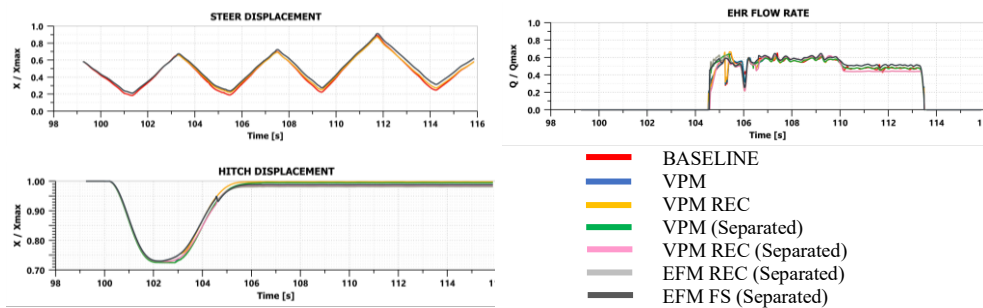 STEER DISPLACEMENT
X / Xmax
1.0
0.8
0.6
0.4
0.2
0.0
98 100 102 104 106 108 110 112 114 116
Time [s]
EHR FLOW RATE
Q / Qmax
1.0
0.8
0.6
0.4
0.2
0.0
98 100 102 104 106 108 110 112 114
Time [s]
HITCH DISPLACEMENT
X / Xmax
1.00
0.90
0.80
0.70
98 100 102 104 106 108 110 112 114
Time [s]
BASELINE
VPM
VPM REC
VPM (Separated)
VPM REC (Separated)
EFM REC (Separated)
EFM FS (Separated)